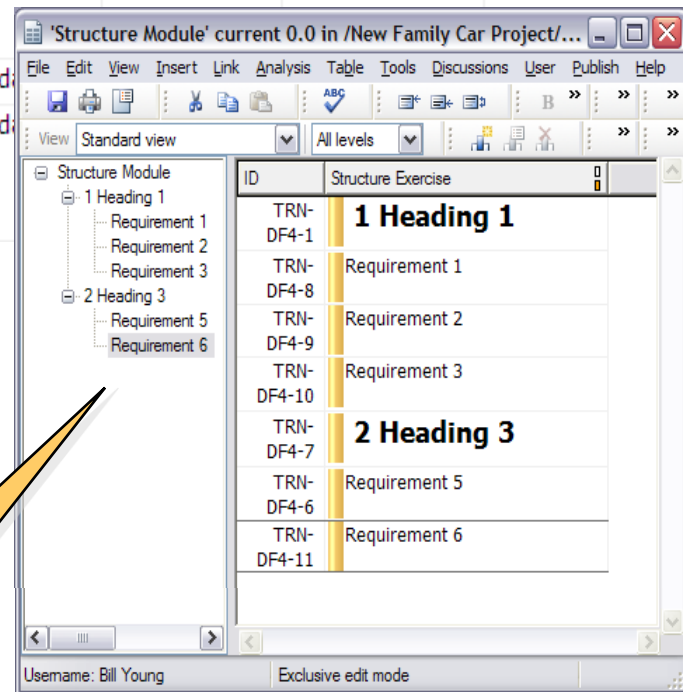 'Structure Module' current 0.0 in /New Family Car Project/...
File Edit View Insert Link Analysis Table Tools Discussions User Publish Help
ABC B » » »
View Standard view All levels » »
Structure Module
1 Heading 1
Requirement 1
Requirement 2
Requirement 3
2 Heading 3
Requirement 5
Requirement 6
ID Structure Exercise
TRN-
DF4-1 1 Heading 1
TRN-
DF4-8 Requirement 1
TRN-
DF4-9 Requirement 2
TRN-
DF4-10 Requirement 3
TRN-
DF4-7 2 Heading 3
TRN-
DF4-6 Requirement 5
TRN-
DF4-11 Requirement 6
Username: Bill Young Exclusive edit mode